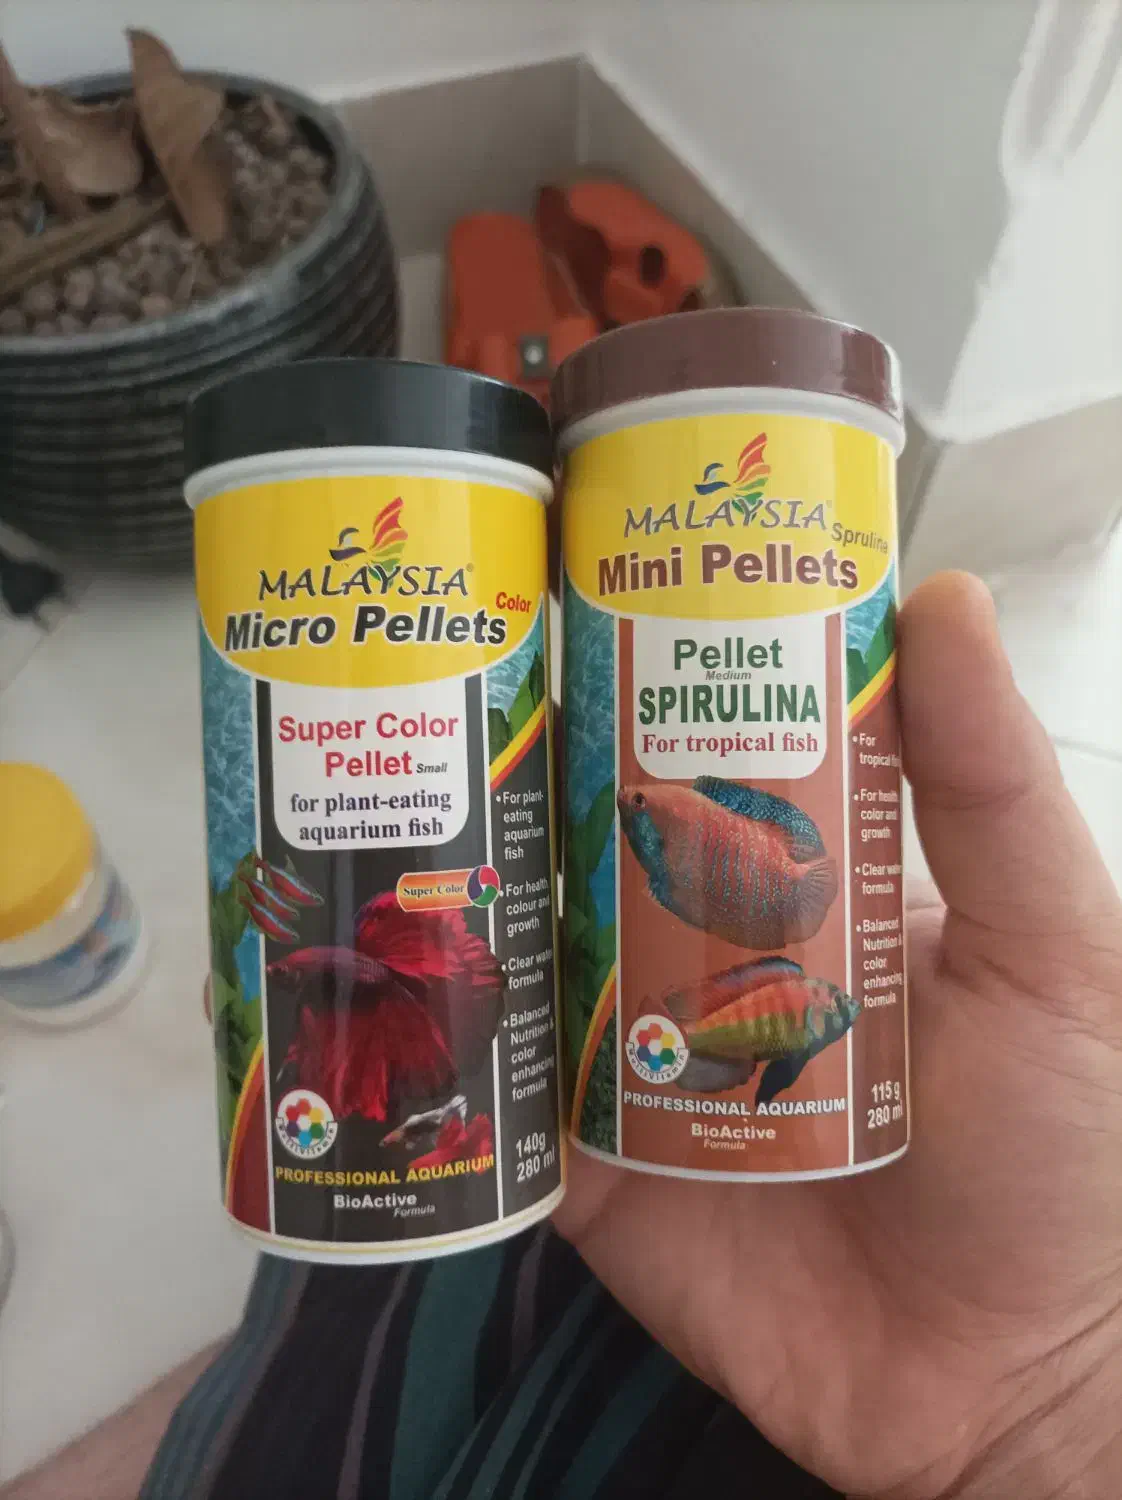 MALAYSIA®
Micro Pellets
Color
Super Color
Pellet Small
for plant-eating
aquarium fish
• For plant-
eating
aquarium
fish
Super Color
• For health,
colour and
growth
• Clear water
formula
• Balanced
Nutrition &
color
enhancing
formula
MultiVitamin
PROFESSIONAL AQUARIUM
BioActive
Formula
140g
280 ml
MALAYSIA®
Spruline
Mini Pellets
Pellet
Medium
SPIRULINA
For tropical fish
• For
tropical
• For health,
color and
growth
• Clear water
formula
• Balanced
Nutrition &
color
enhancing
formula
MultiVitamin
PROFESSIONAL AQUARIUM
BioActive
Formula
115 g
280 ml